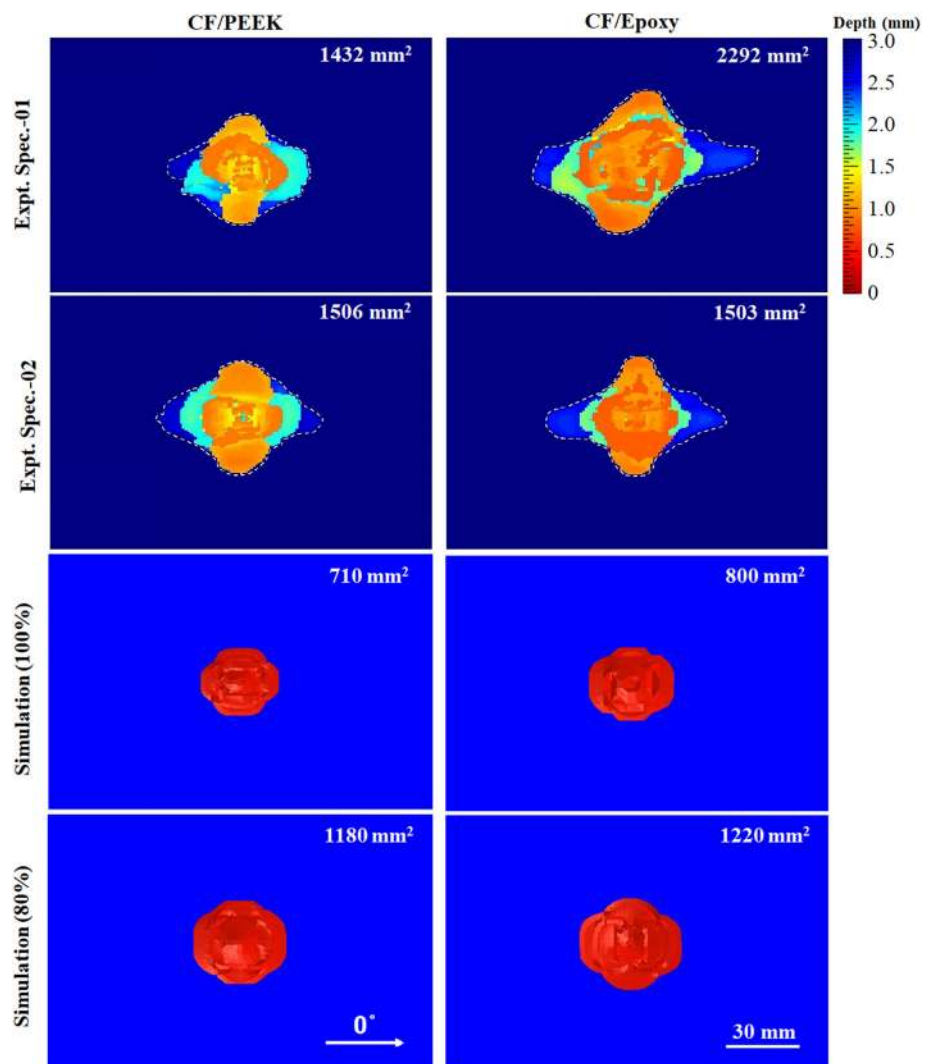 CF/PEEK
CF/Epoxy
Depth (mm)
Expt. Spec.-01
1432 mm²
2292 mm²
3.0
2.5
2.0
1.5
1.0
0.5
0
Expt. Spec.-02
1506 mm²
1503 mm²
Simulation (100%)
710 mm²
800 mm²
Simulation (80%)
1180 mm²
1220 mm²
0°
30 mm